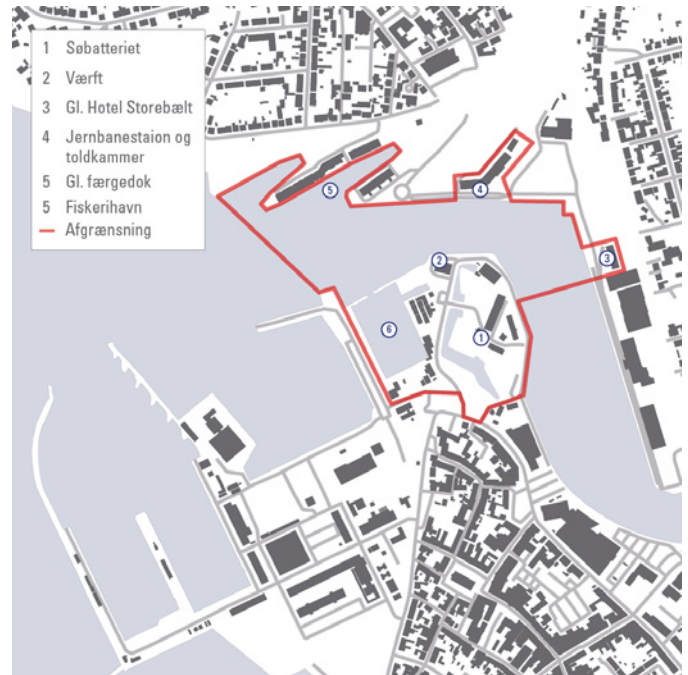 1 Søbatteriet
2 Værft
3 Gl. Hotel Storebælt
4 Jernbanestaion og
toldkammer
5 Gl. færgedok
5 Fiskerihavn
Afgrænsning
5
4
3
2
1
6